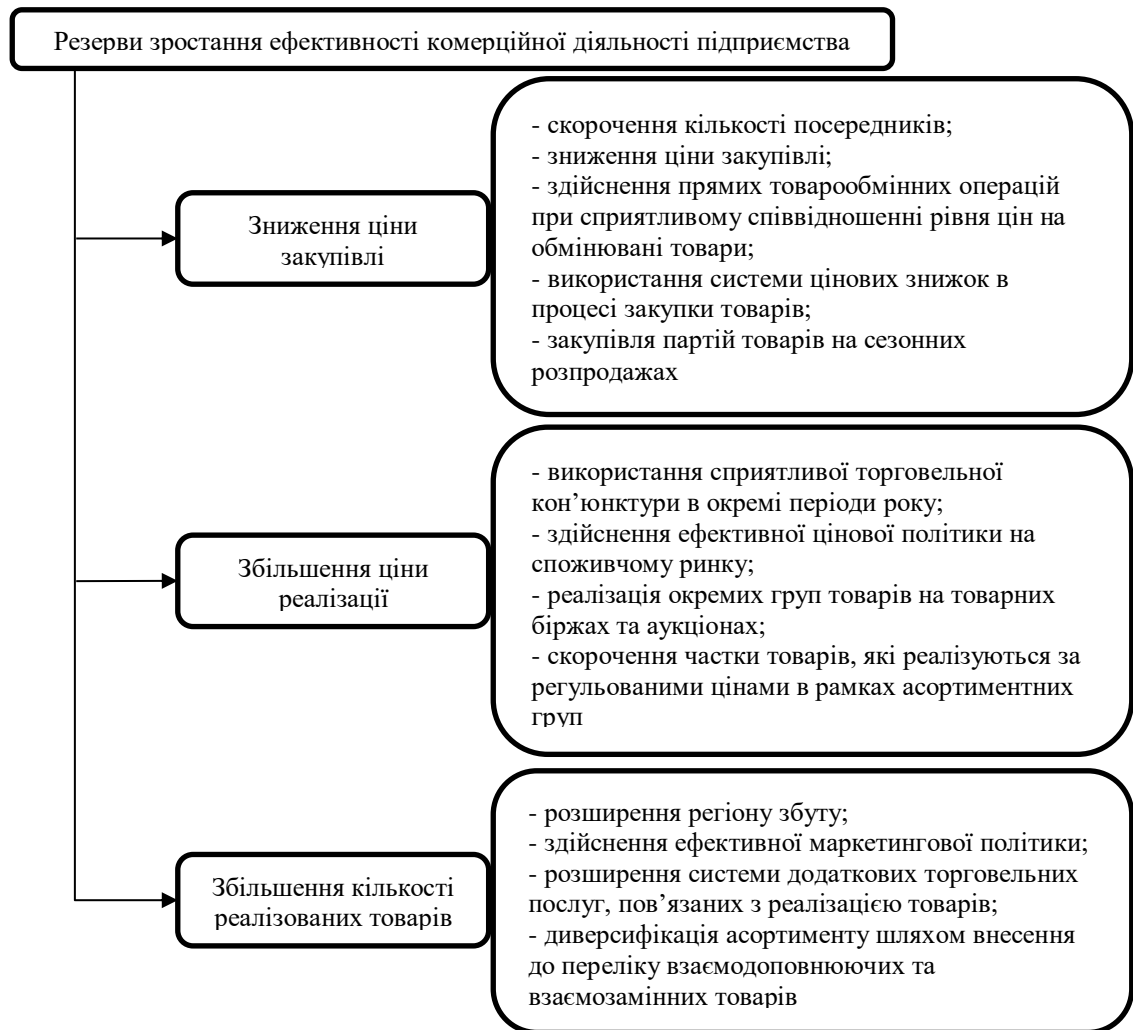 Резерви зростання ефективності комерційної діяльності підприємства
Зниження ціни
закупівлі
- скорочення кількості посередників;
- зниження ціни закупівлі;
- здійснення прямих товарообмінних операцій
при сприятливому співвідношенні рівня цін на
обмінювані товари;
- використання системи цінових знижок в
процесі закупки товарів;
- закупівля партій товарів на сезонних
розпродажах
Збільшення ціни
реалізації
- використання сприятливої торговельної
кон’юнктури в окремі періоди року;
- здійснення ефективної цінової політики на
споживчому ринку;
- реалізація окремих груп товарів на товарних
біржах та аукціонах;
- скорочення частки товарів, які реалізуються за
регульованими цінами в рамках асортиментних
груп
Збільшення кількості
реалізованих товарів
- розширення регіону збуту;
- здійснення ефективної маркетингової політики;
- розширення системи додаткових торговельних
послуг, пов’язаних з реалізацією товарів;
- диверсифікація асортименту шляхом внесення
до переліку взаємодоповнюючих та
взаємозамінних товарів